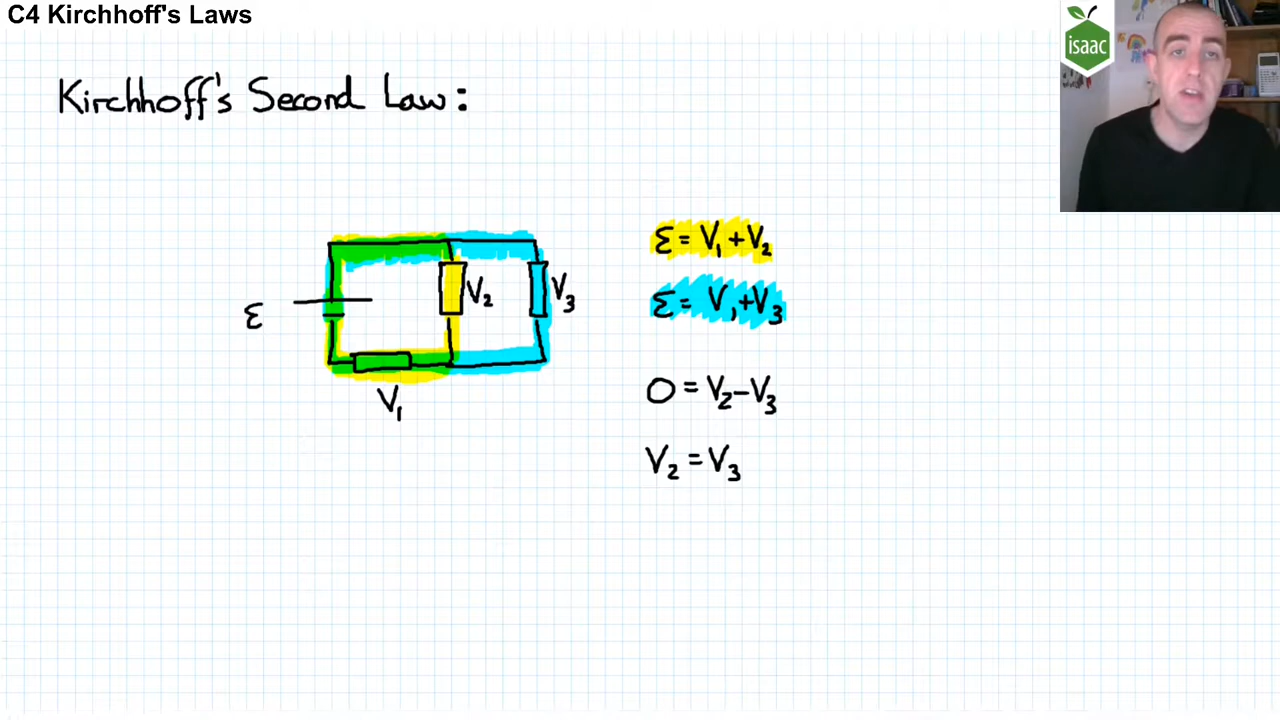 C4 Kirchhoff's Laws
isaac
Kirchhoff's Second Law:
ε = V₁ + V₂
ε = V₁ + V₃
ε
V₂
V₃
V₁
0 = V₂ - V₃
V₂ = V₃